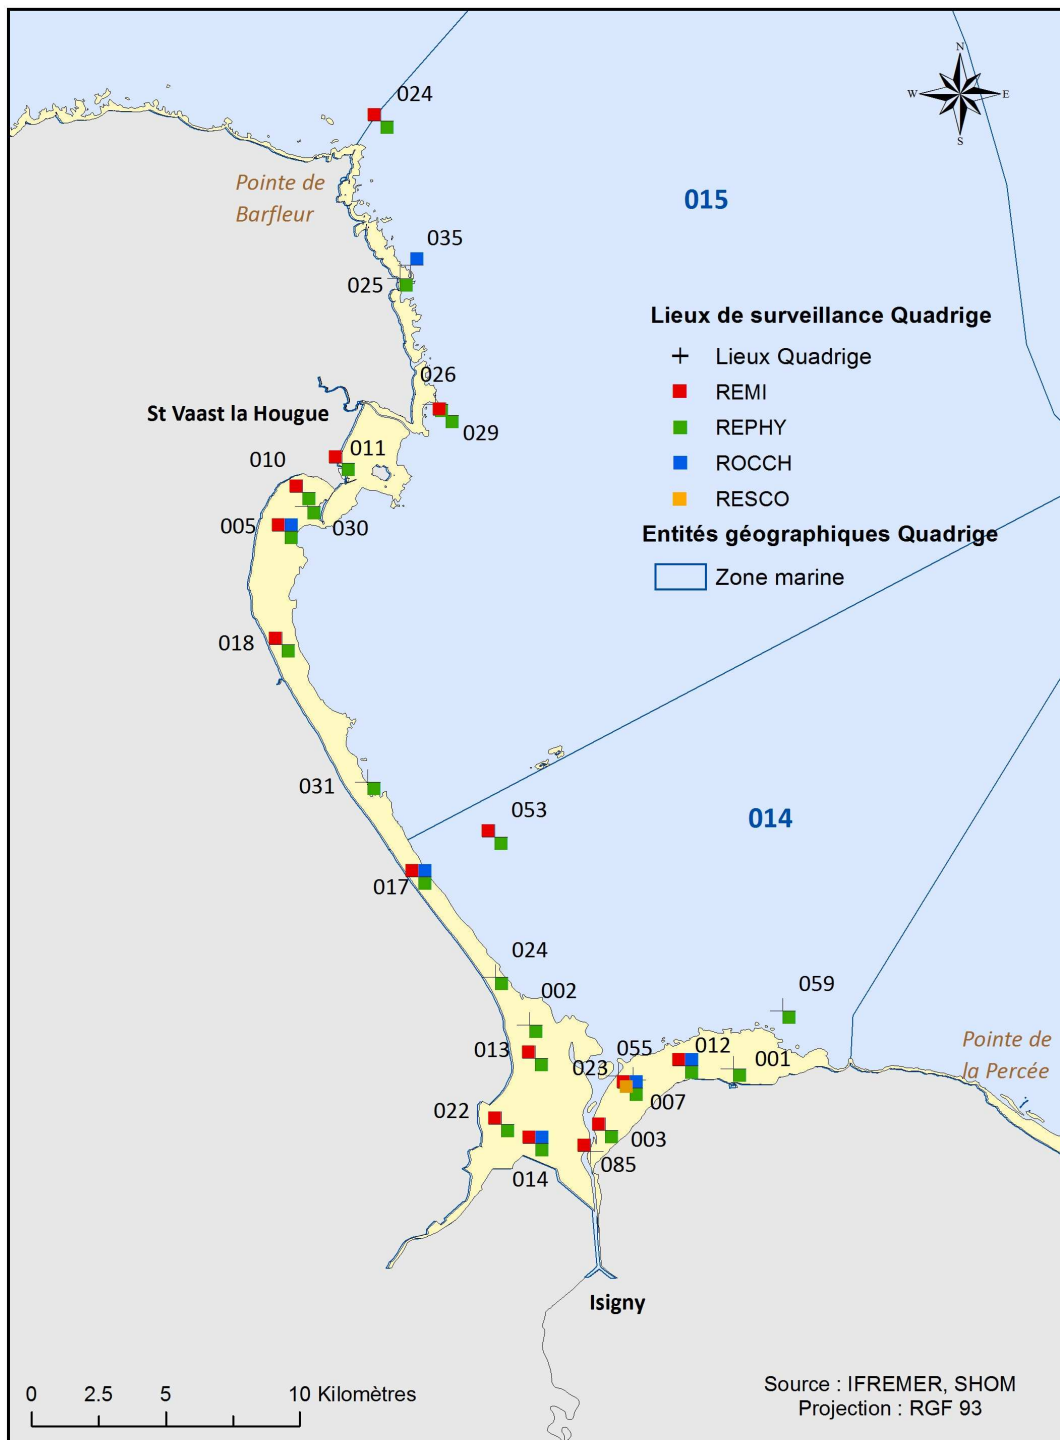 N
W
E
S
024
Pointe de
Barfleur
015
035
025
Lieux de surveillance Quadrige
Lieux Quadrige
REMI
REPHY
ROCCH
RESCO
Entités géographiques Quadrige
Zone marine
026
St Vaast la Hougue
029
011
010
005
030
018
031
053
014
017
024
002
059
013
023
055
012
001
Pointe de
la Percée
007
022
003
085
014
Isigny
0 2.5 5 10 Kilomètres
Source : IFREMER, SHOM
Projection : RGF 93